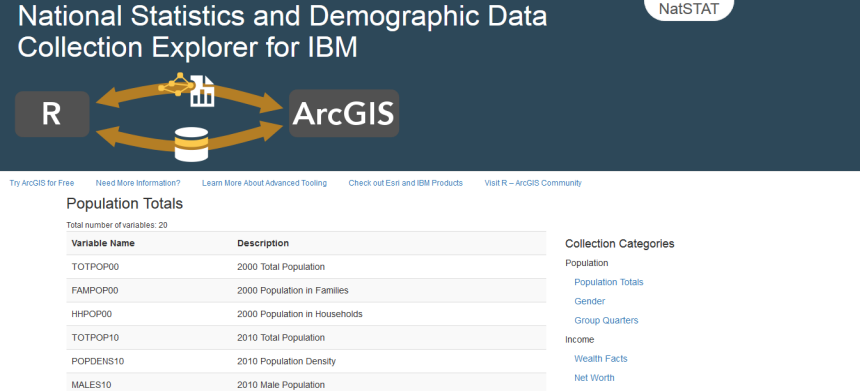 National Statistics and Demographic Data
Collection Explorer for IBM
NatSTAT
R
ArcGIS
Try ArcGIS for Free Need More Information? Learn More About Advanced Tooling Check out Esri and IBM Products Visit R – ArcGIS Community
Population Totals
Total number of variables: 20
Variable Name Description
TOTPOP00 2000 Total Population
FAMPOP00 2000 Population in Families
HHPOP00 2000 Population in Households
TOTPOP10 2010 Total Population
POPDENS10 2010 Population Density
MALES10 2010 Male Population
Collection Categories
Population
Population Totals
Gender
Group Quarters
Income
Wealth Facts
Net Worth